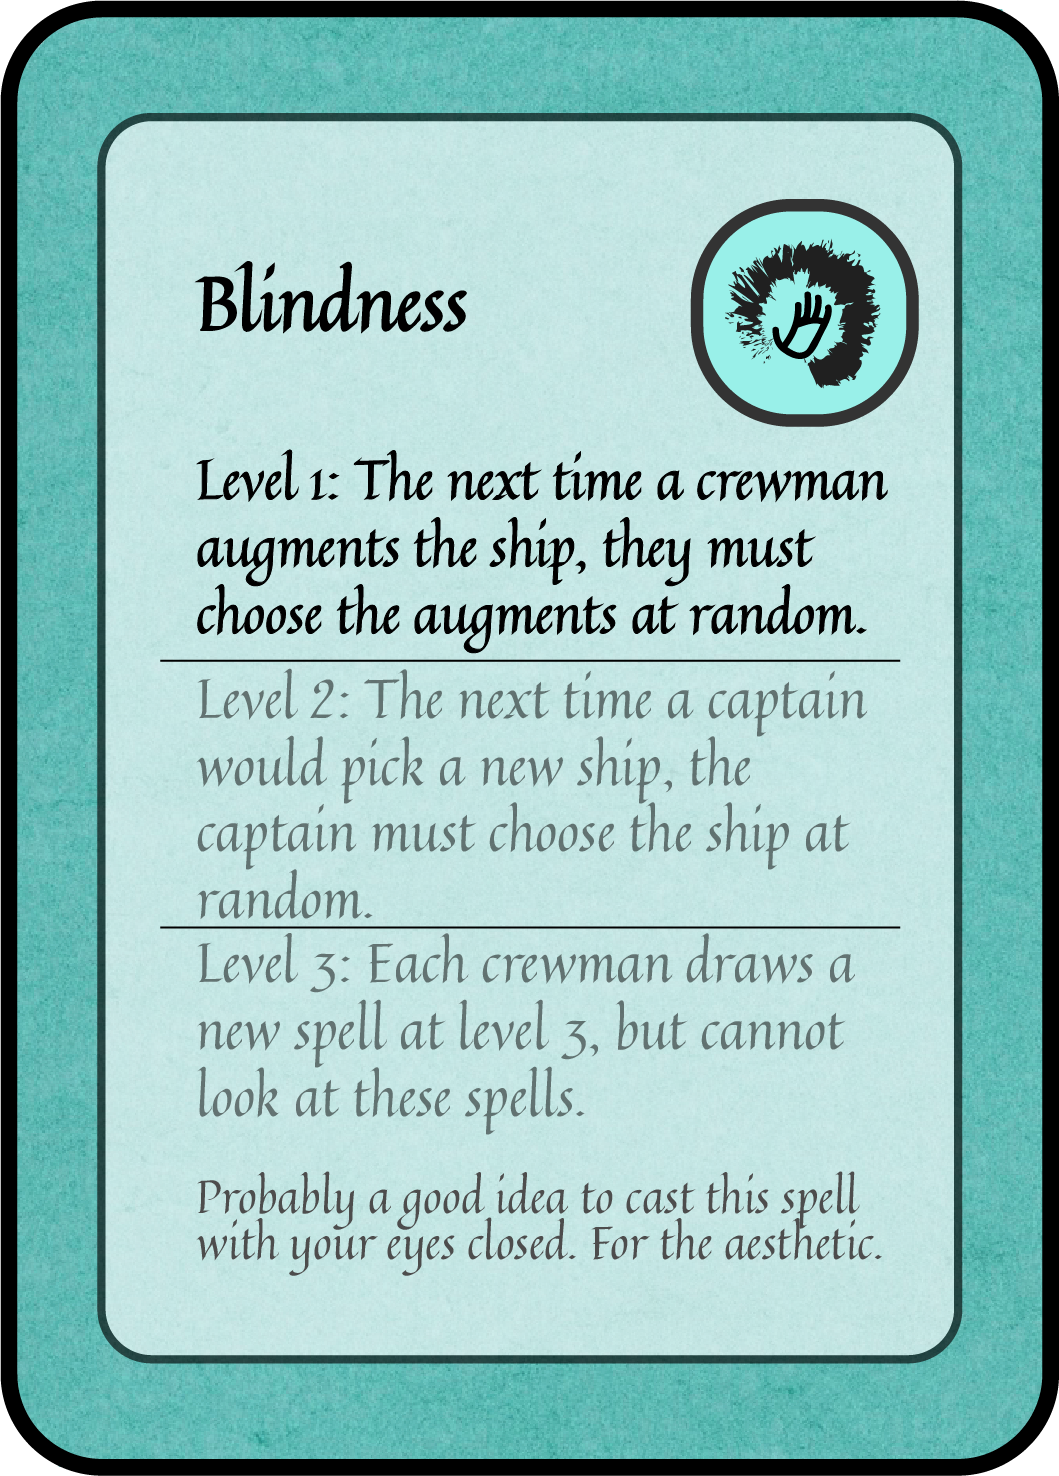 Blindness
Level 1: The next time a crewman
augments the ship, they must
choose the augments at random.
Level 2: The next time a captain
would pick a new ship, the
captain must choose the ship at
random.
Level 3: Each crewman draws a
new spell at level 3, but cannot
look at these spells.
Probably a good idea to cast this spell
with your eyes closed. For the aesthetic.